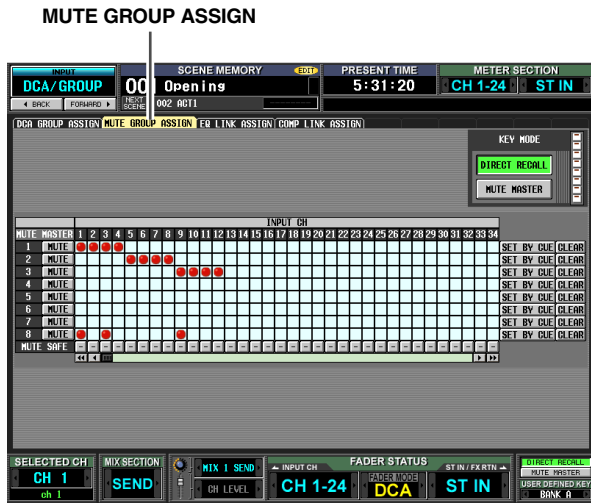 MUTE GROUP ASSIGN
INPUT SCENE MEMORY EDIT PRESENT TIME METER SECTION
DCA/GROUP 001 Opening 5:31:20 CH 1-24 ST IN
BACK FORWARD NEXT SCENE 002 ACT1
DCA GROUP ASSIGN MUTE GROUP ASSIGN EQ LINK ASSIGN COMP LINK ASSIGN
KEY MODE
DIRECT RECALL
MUTE MASTER
INPUT CH
MUTE MASTER 1 2 3 4 5 6 7 8 9 10 11 12 13 14 15 16 17 18 19 20 21 22 23 24 25 26 27 28 29 30 31 32 33 34
1 MUTE SET BY CUE CLEAR
2 MUTE SET BY CUE CLEAR
3 MUTE SET BY CUE CLEAR
4 MUTE SET BY CUE CLEAR
5 MUTE SET BY CUE CLEAR
6 MUTE SET BY CUE CLEAR
7 MUTE SET BY CUE CLEAR
8 MUTE SET BY CUE CLEAR
MUTE SAFE
SELECTED CH MIX SECTION MIX 1 SEND INPUT CH FADER STATUS ST IN / FX RTN DIRECT RECALL
MUTE MASTER
CH 1 SEND CH LEVEL CH 1-24 FADER MODE DCA ST IN USER DEFINED KEY
ch 1 BANK A